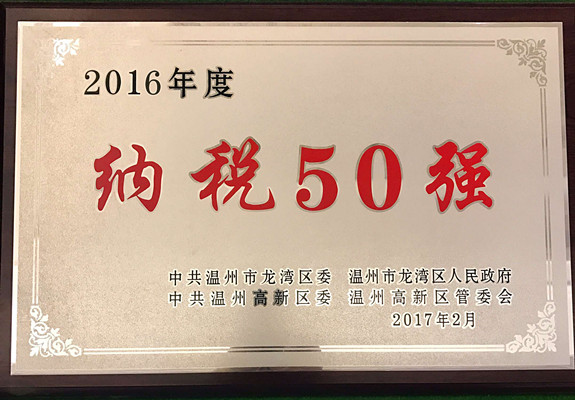 2016年度
纳税50强
中共温州市龙湾区委 温州市龙湾区人民政府
中共温州高新区委 温州高新区管委会
2017年2月